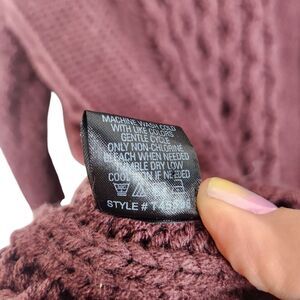 MACHINE WASH COLD
WITH LIKE COLORS
GENTLE CYCLE
ONLY NON-CHLORINE
BLEACH WHEN NEEDED
TUMBLE DRY LOW
COOL IRON IF NEEDED
STYLE #